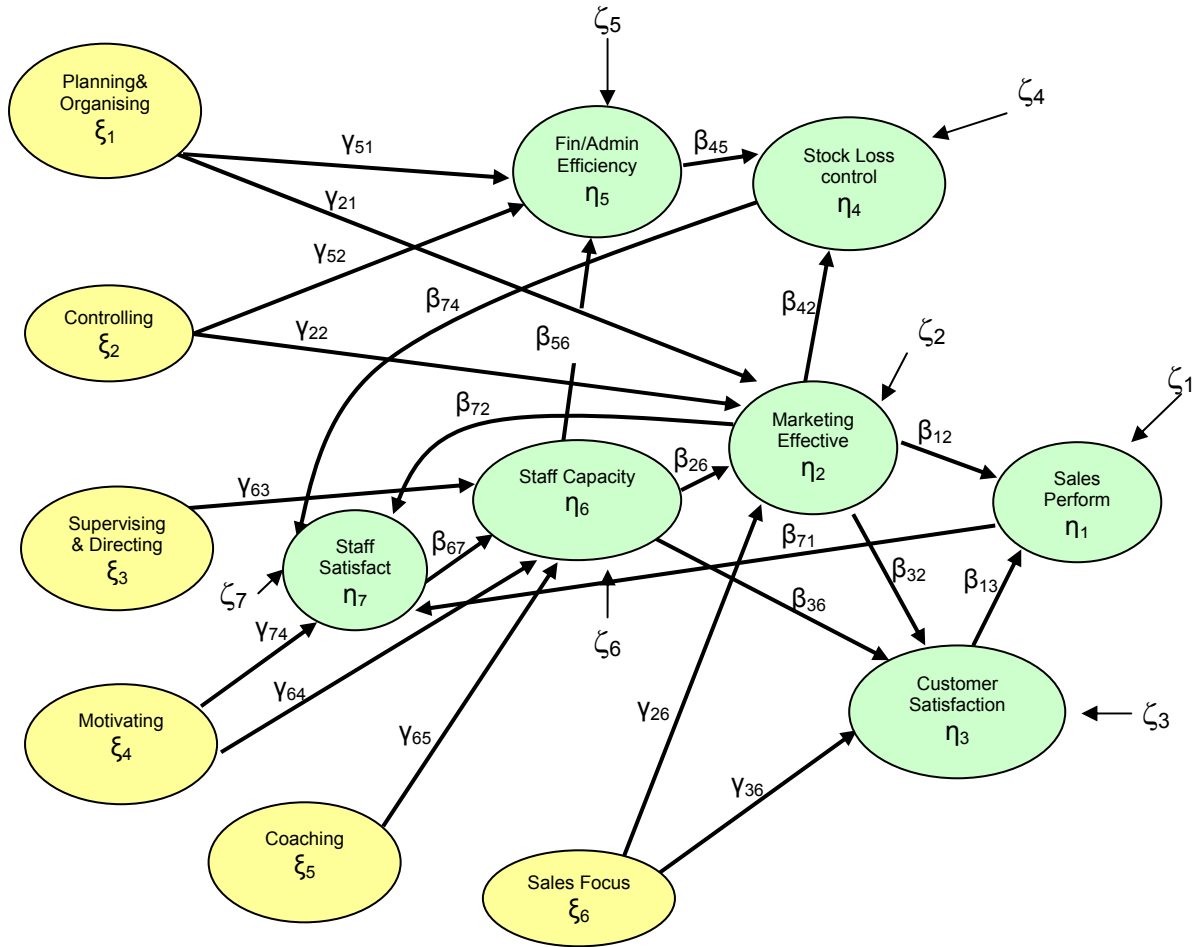 ζ5
Planning&
Organising
ξ1
ζ4
γ51
Fin/Admin
Efficiency
η5
β45
Stock Loss
control
η4
γ21
γ52
β74
β42
Controlling
ξ2
γ22
β56
ζ2
ζ1
β72
Marketing
Effective
η2
β12
β26
Staff Capacity
η6
Sales
Perform
η1
γ63
Supervising
& Directing
ξ3
Staff
Satisfact
η7
β67
β71
β32
β13
ζ7
β36
γ74
ζ6
γ64
Customer
Satisfaction
η3
ζ3
Motivating
ξ4
γ65
γ26
γ36
Coaching
ξ5
Sales Focus
ξ6